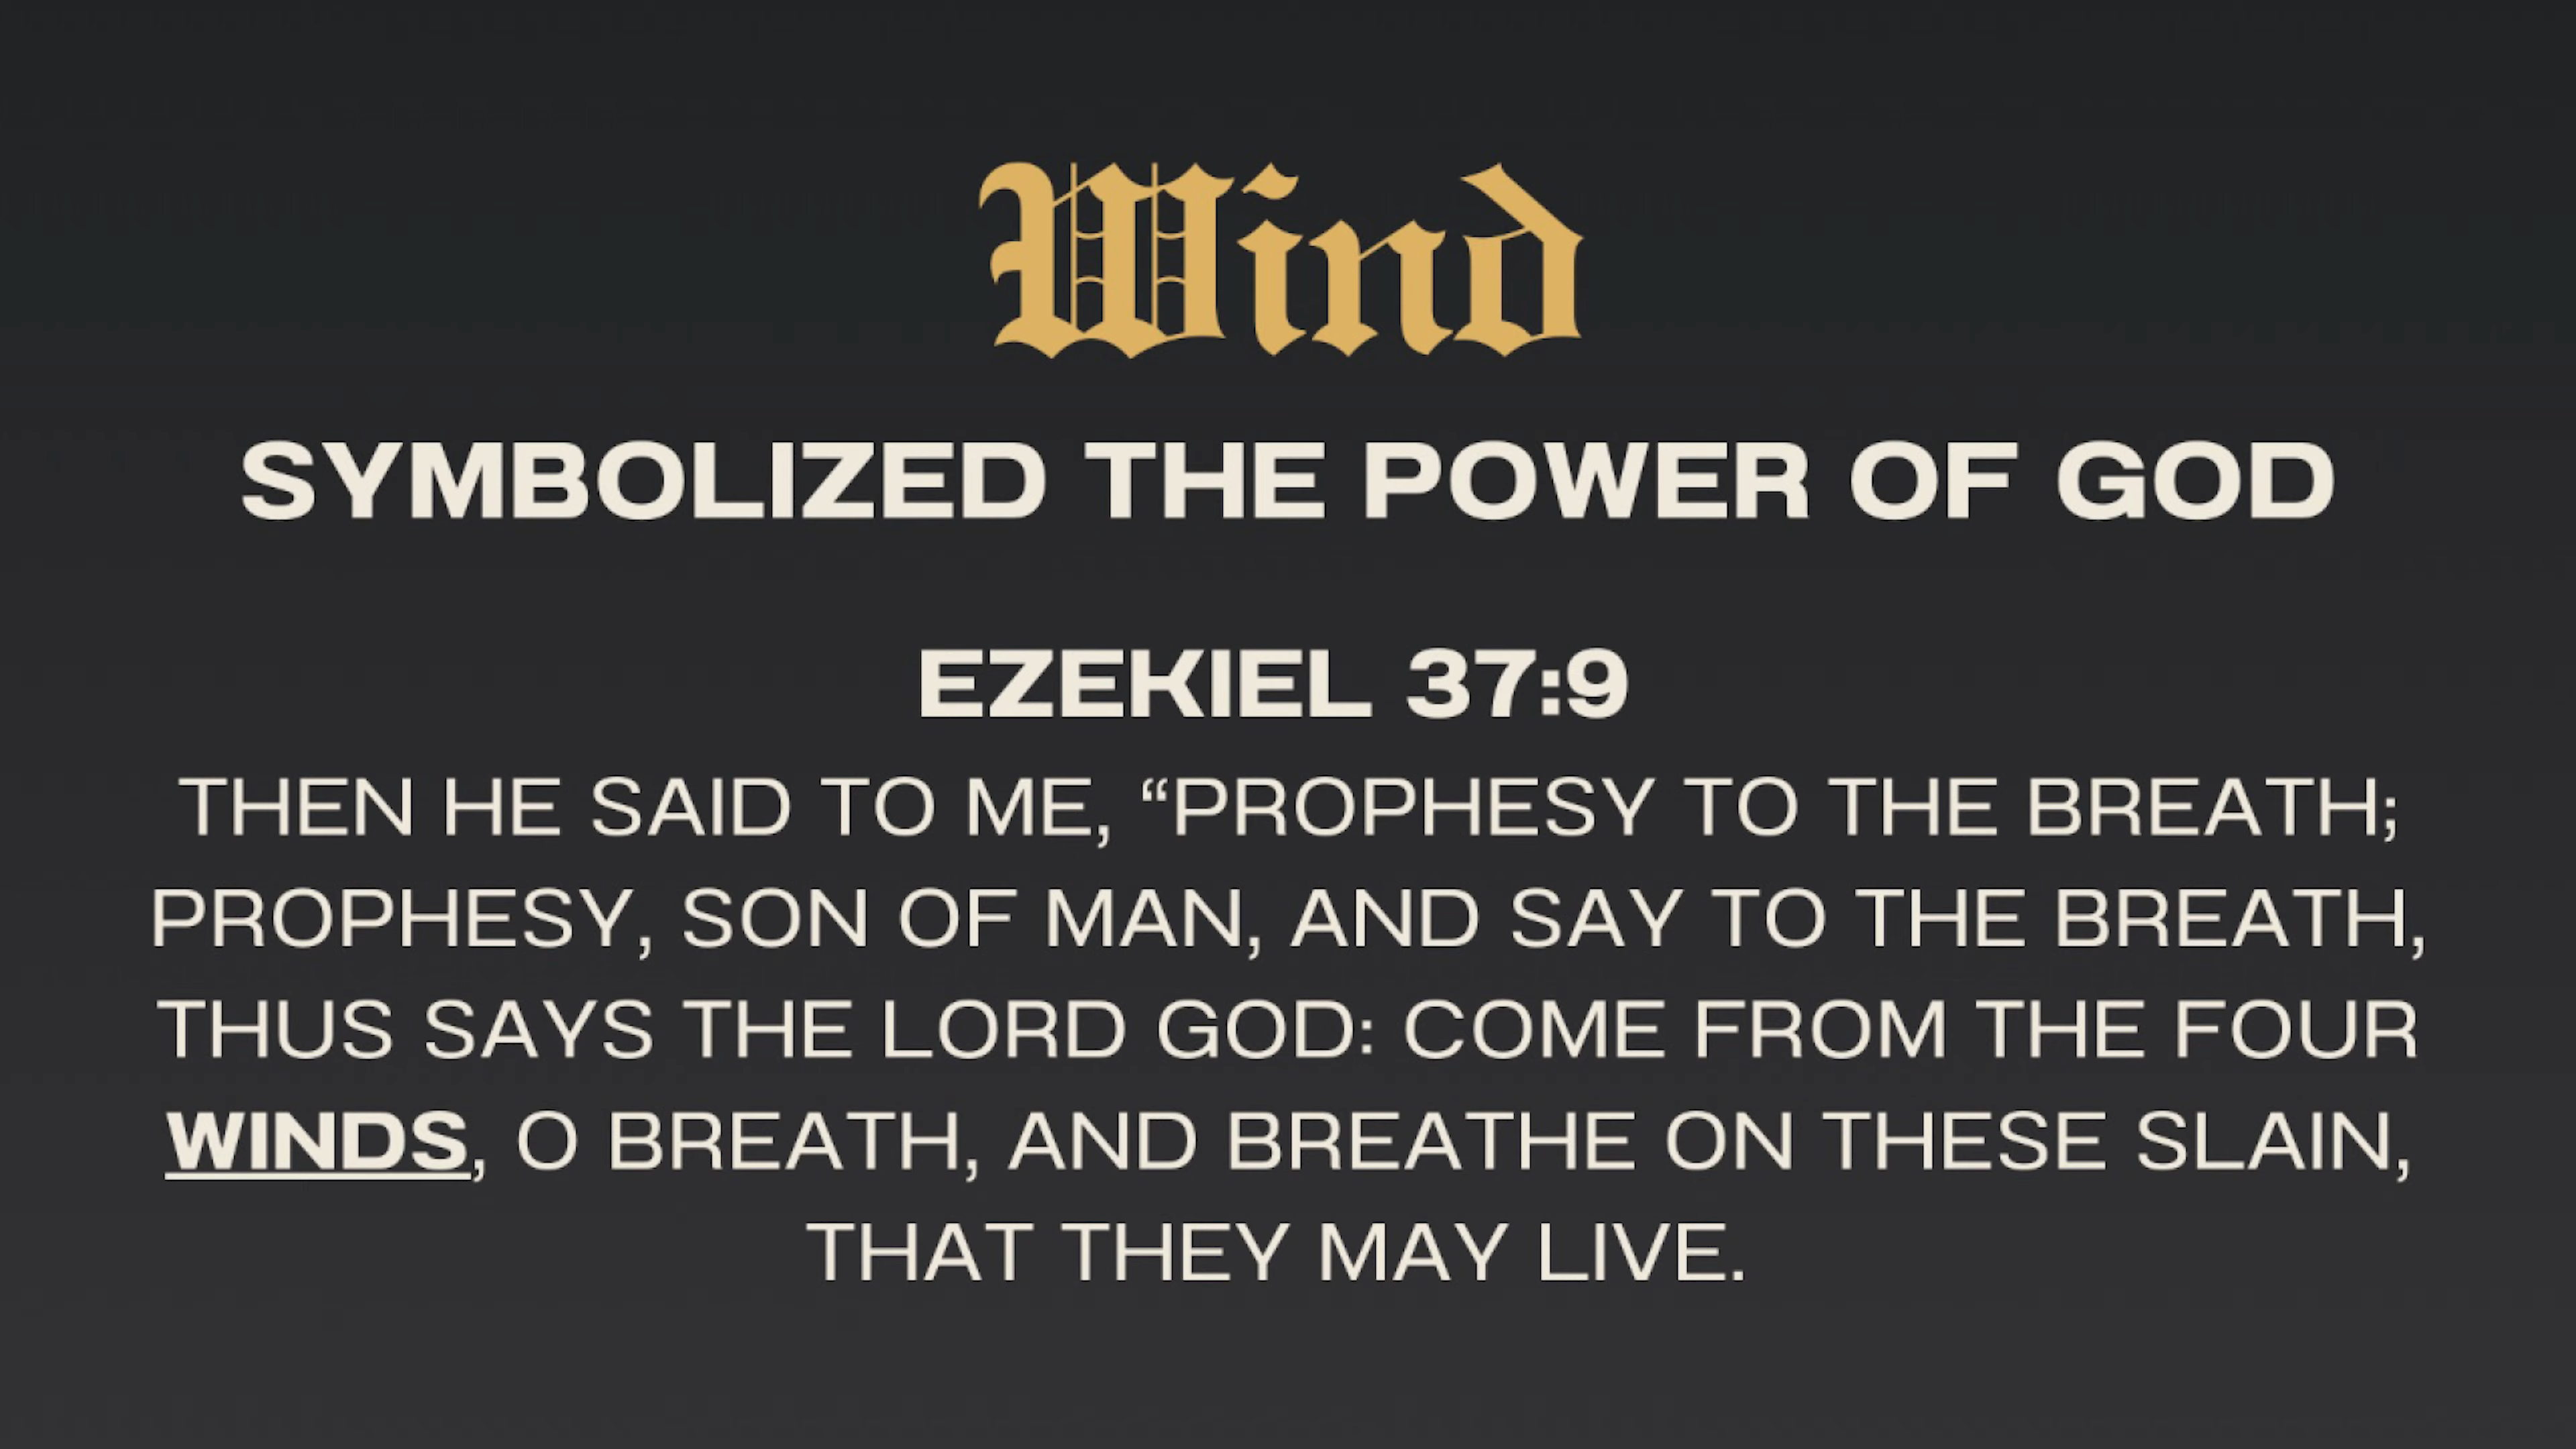 Wind
SYMBOLIZED THE POWER OF GOD
EZEKIEL 37:9
THEN HE SAID TO ME, “PROPHESY TO THE BREATH;
PROPHESY, SON OF MAN, AND SAY TO THE BREATH,
THUS SAYS THE LORD GOD: COME FROM THE FOUR
WINDS, O BREATH, AND BREATHE ON THESE SLAIN,
THAT THEY MAY LIVE.